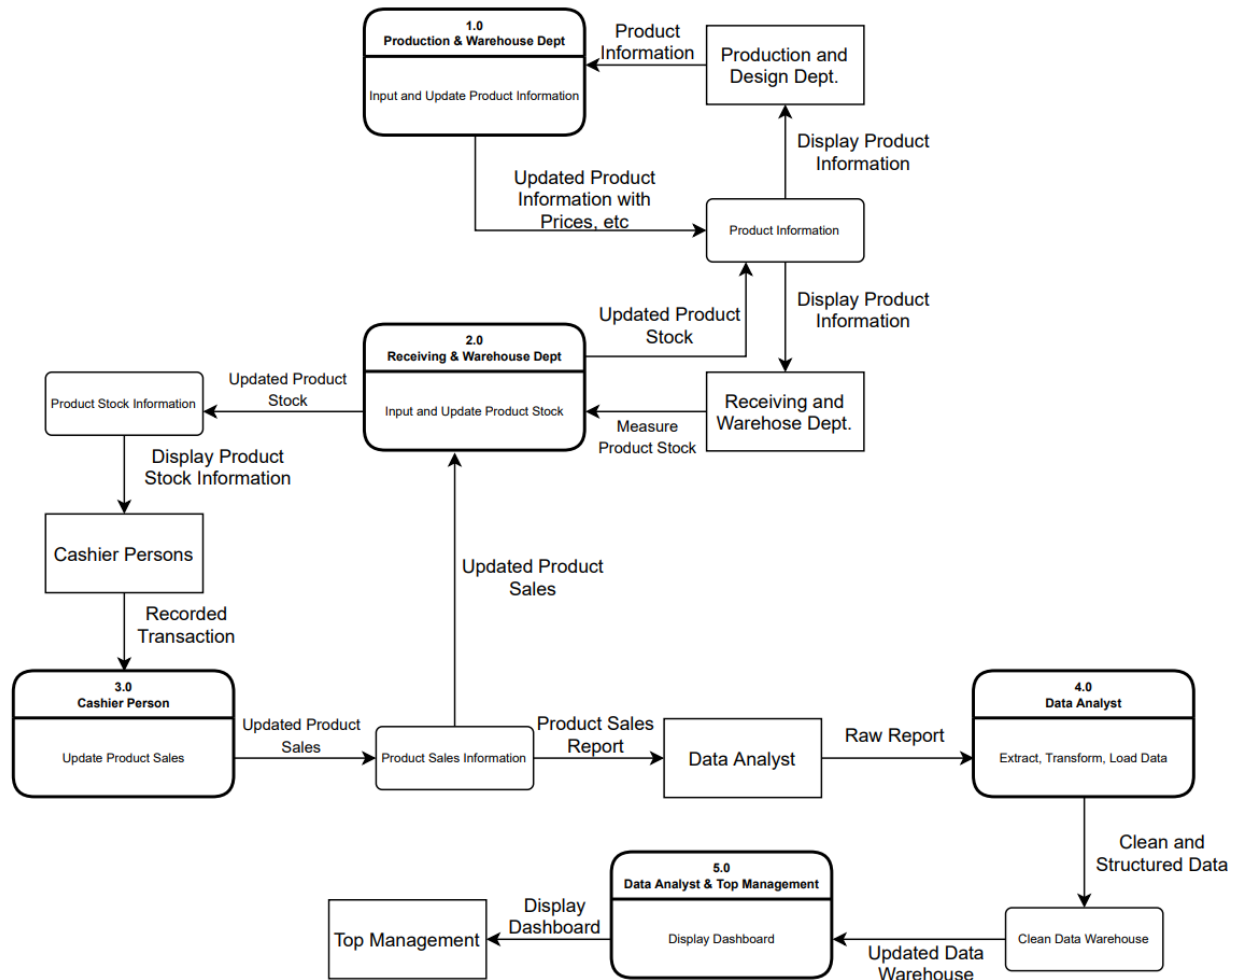 1.0
Production & Warehouse Dept
Input and Update Product Information
Product
Information
Production and
Design Dept.
Display Product
Information
Updated Product
Information with
Prices, etc
Product Information
Display Product
Information
Updated Product
Stock
2.0
Receiving & Warehouse Dept
Input and Update Product Stock
Updated Product
Stock
Product Stock Information
Measure
Product Stock
Receiving and
Warehose Dept.
Display Product
Stock Information
Cashier Persons
Updated Product
Sales
Recorded
Transaction
3.0
Cashier Person
Update Product Sales
Updated Product
Sales
Product Sales Information
Product Sales
Report
Data Analyst
Raw Report
4.0
Data Analyst
Extract, Transform, Load Data
Clean and
Structured Data
5.0
Data Analyst & Top Management
Display Dashboard
Display
Dashboard
Top Management
Clean Data Warehouse
Updated Data
Warehouse